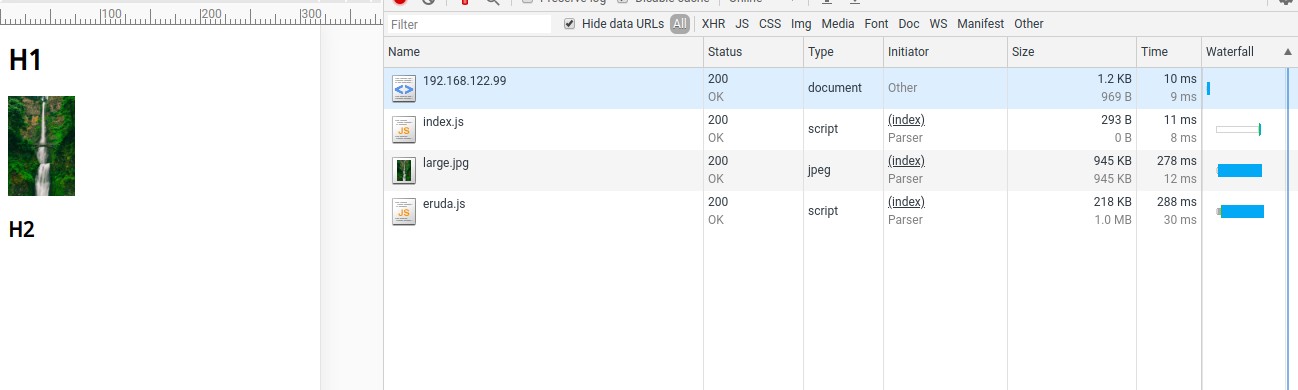 Preserve log Disable cache Online
100 200 300
Filter Hide data URLs All XHR JS CSS Img Media Font Doc WS Manifest Other
Name Status Type Initiator Size Time Waterfall
H1
192.168.122.99 200 OK document Other 1.2 KB 969 B 10 ms 9 ms
index.js 200 OK script (index) Parser 293 B 0 B 11 ms 8 ms
large.jpg 200 OK jpeg (index) Parser 945 KB 945 KB 278 ms 12 ms
eruda.js 200 OK script (index) Parser 218 KB 1.0 MB 288 ms 30 ms
H2